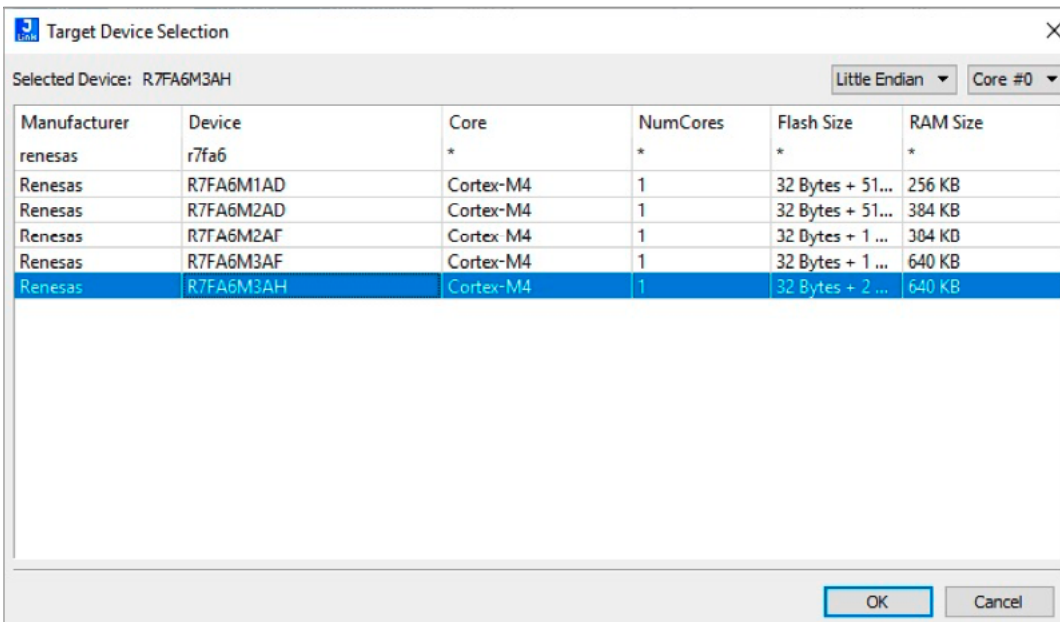 J Link Target Device Selection
Selected Device: R7FA6M3AH Little Endian Core #0
Manufacturer Device Core NumCores Flash Size RAM Size
renesas r7fa6 * * * *
Renesas R7FA6M1AD Cortex-M4 1 32 Bytes + 51... 256 KB
Renesas R7FA6M2AD Cortex-M4 1 32 Bytes + 51... 384 KB
Renesas R7FA6M2AF Cortex-M4 1 32 Bytes + 1 ... 384 KB
Renesas R7FA6M3AF Cortex-M4 1 32 Bytes + 1 ... 640 KB
Renesas R7FA6M3AH Cortex-M4 1 32 Bytes + 2 ... 640 KB
OK Cancel